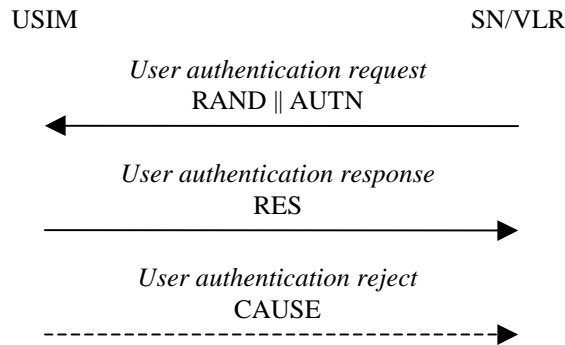 USIM SN/VLR
User authentication request
RAND || AUTN
User authentication response
RES
User authentication reject
CAUSE